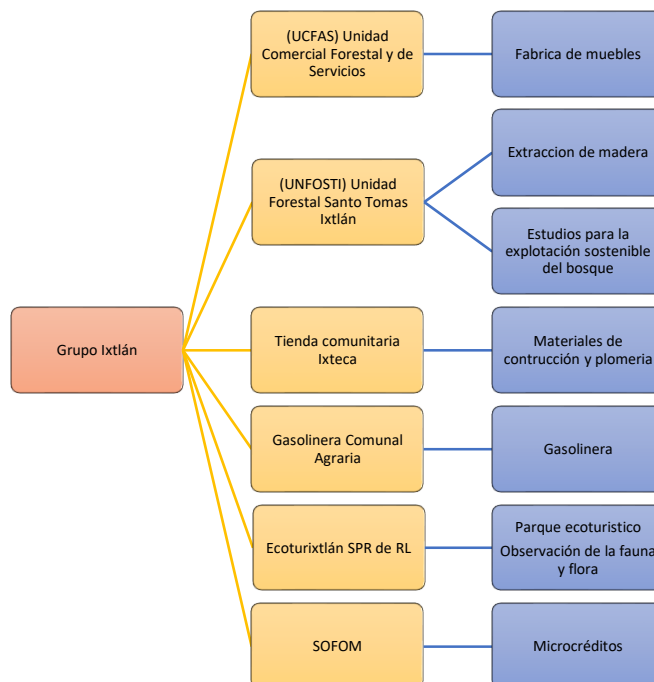 (UCFAS) Unidad
Comercial Forestal y de
Servicios
Fabrica de muebles
Extraccion de madera
(UNFOSTI) Unidad
Forestal Santo Tomas
Ixtlán
Estudios para la
explotación sostenible
del bosque
Grupo Ixtlán
Tienda comunitaria
Ixteca
Materiales de
contrucción y plomeria
Gasolinera Comunal
Agraria
Gasolinera
Ecoturixtlán SPR de RL
Parque ecoturistico
Observación de la fauna
y flora
SOFOM
Microcréditos